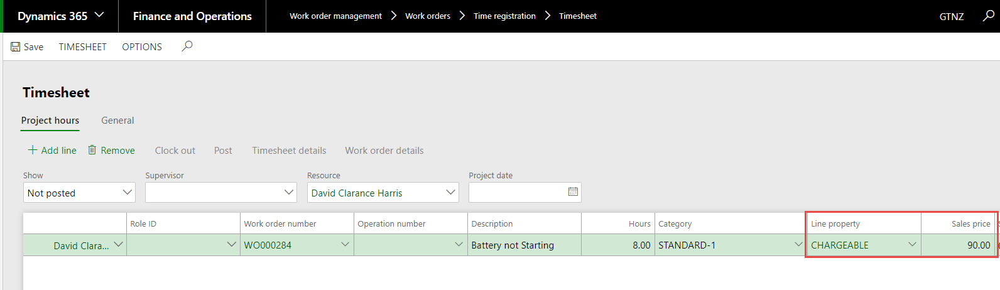 Dynamics 365 Finance and Operations Work order management Work orders Time registration Timesheet GTNZ
Save TIMESHEET OPTIONS
Timesheet
Project hours General
Add line Remove Clock out Post Timesheet details Work order details
Show Supervisor Resource Project date
Not posted David Clarance Harris
Role ID Work order number Operation number Description Hours Category Line property Sales price
David Clara... WO000284 Battery not Starting 8.00 STANDARD-1 CHARGEABLE 90.00